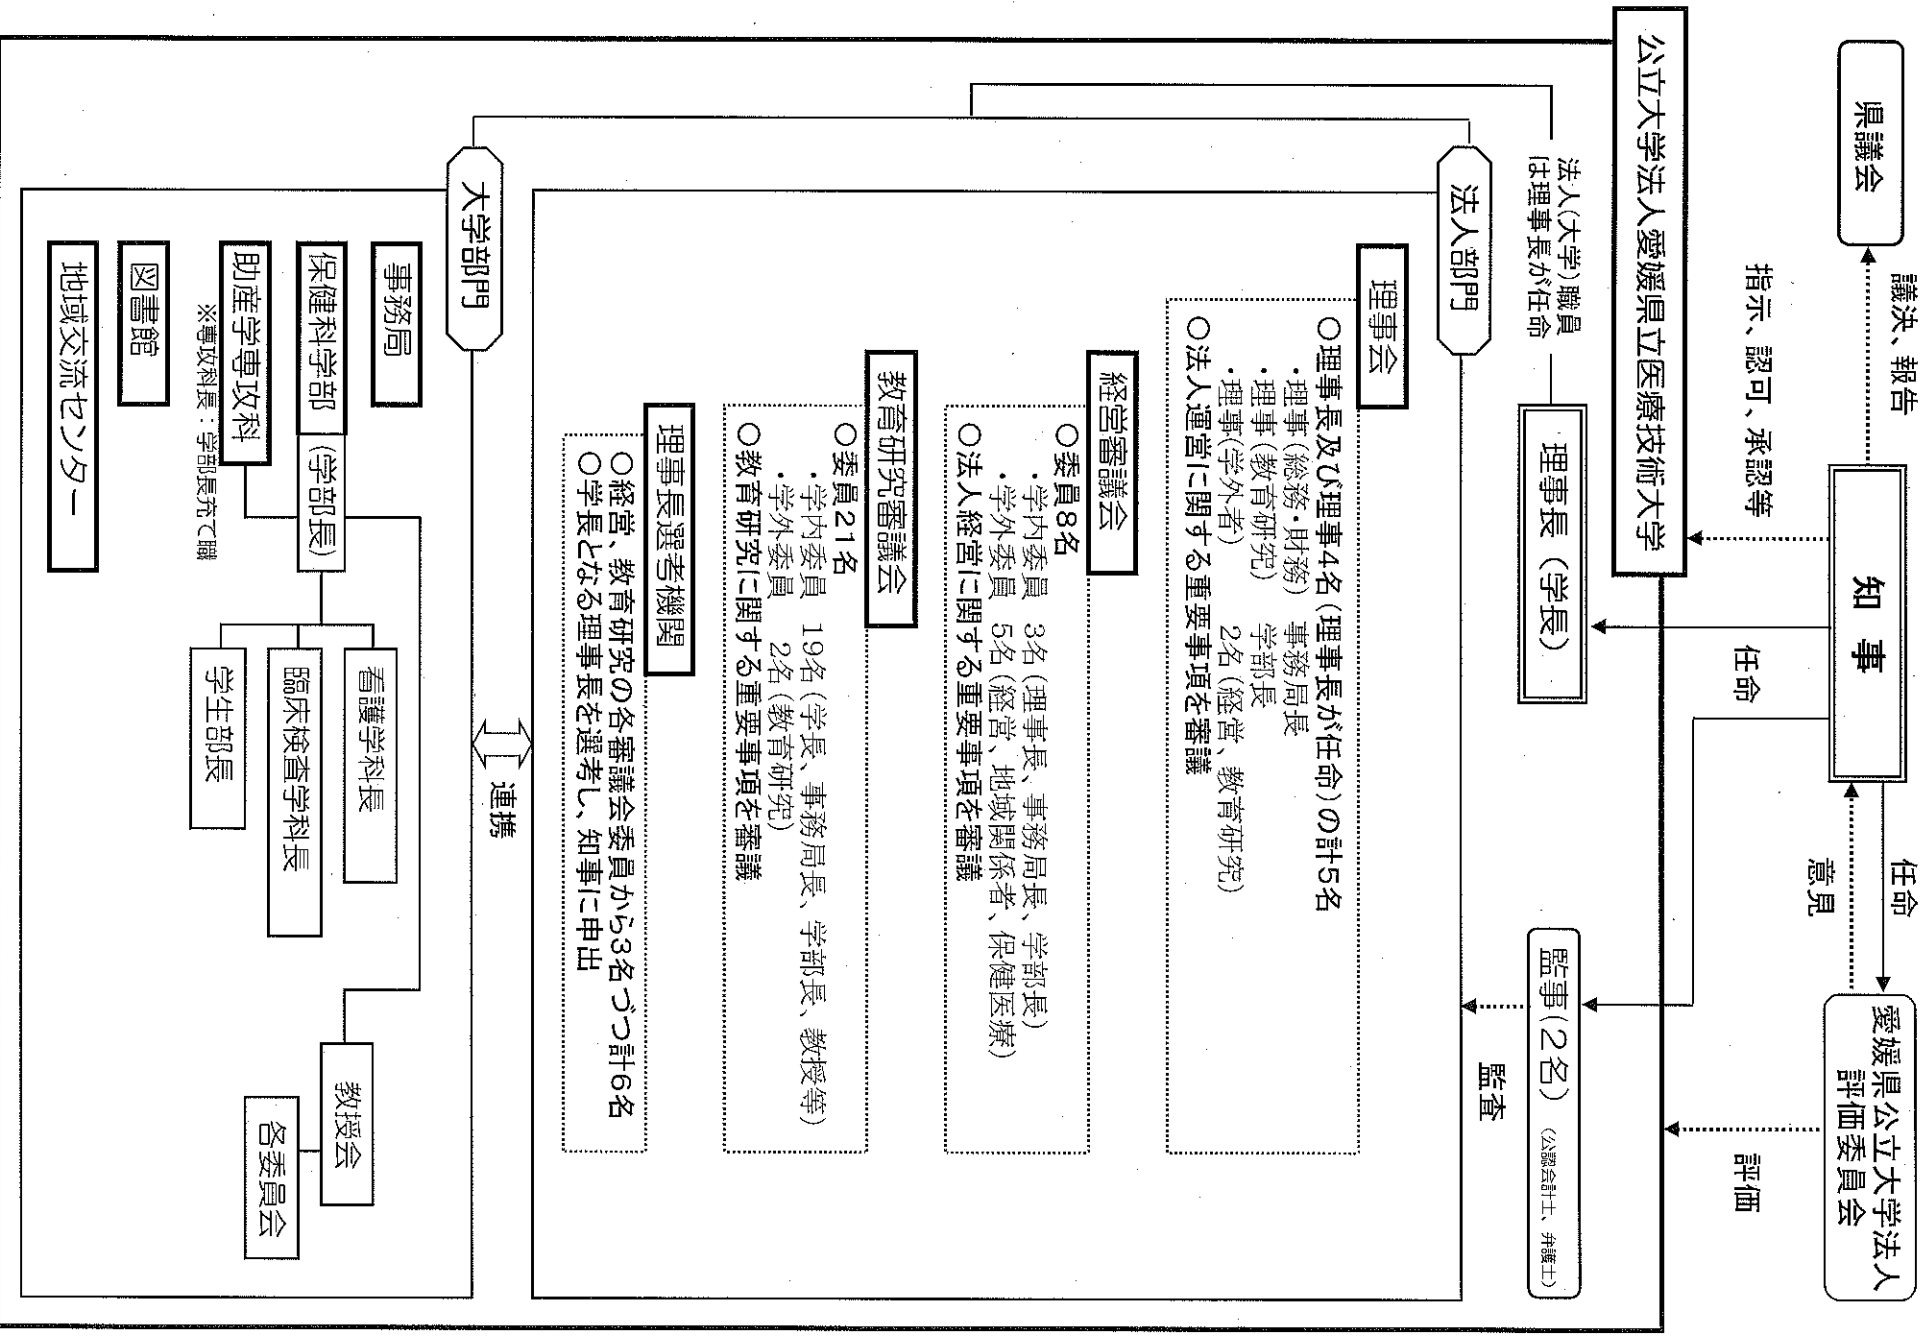 県議会
議決、報告
知　事
任命
意見
愛媛県公立大学法人
評価委員会
指示、認可、承認等
任命
評価
公立大学法人愛媛県立医療技術大学
法人(大学)職員
は理事長が任命
理事長（学長）
監事(2名)（公認会計士、弁護士）
監査
法人部門
理事会
○理事長及び理事4名(理事長が任命)の計5名
・理事(総務・財務)　事務局長
・理事(教育研究)　学部長
・理事(学外者)　2名(経営、教育研究)
○法人運営に関する重要事項を審議
経営審議会
○委員8名
・学内委員　3名(理事長、事務局長、学部長)
・学外委員　5名(経営、地域関係者、保健医療)
○法人経営に関する重要事項を審議
教育研究審議会
○委員21名
・学内委員　19名(学長、事務局長、学部長、教授等)
・学外委員　2名(教育研究)
○教育研究に関する重要事項を審議
理事長選考機関
○経営、教育研究の各審議会委員から3名づつ計6名
○学長となる理事長を選考し、知事に申出
連携
大学部門
事務局
保健科学部(学部長)
助産学専攻科
※専攻科長：学部長充て職
図書館
地域交流センター
看護学科長
臨床検査学科長
学生部長
教授会
各委員会